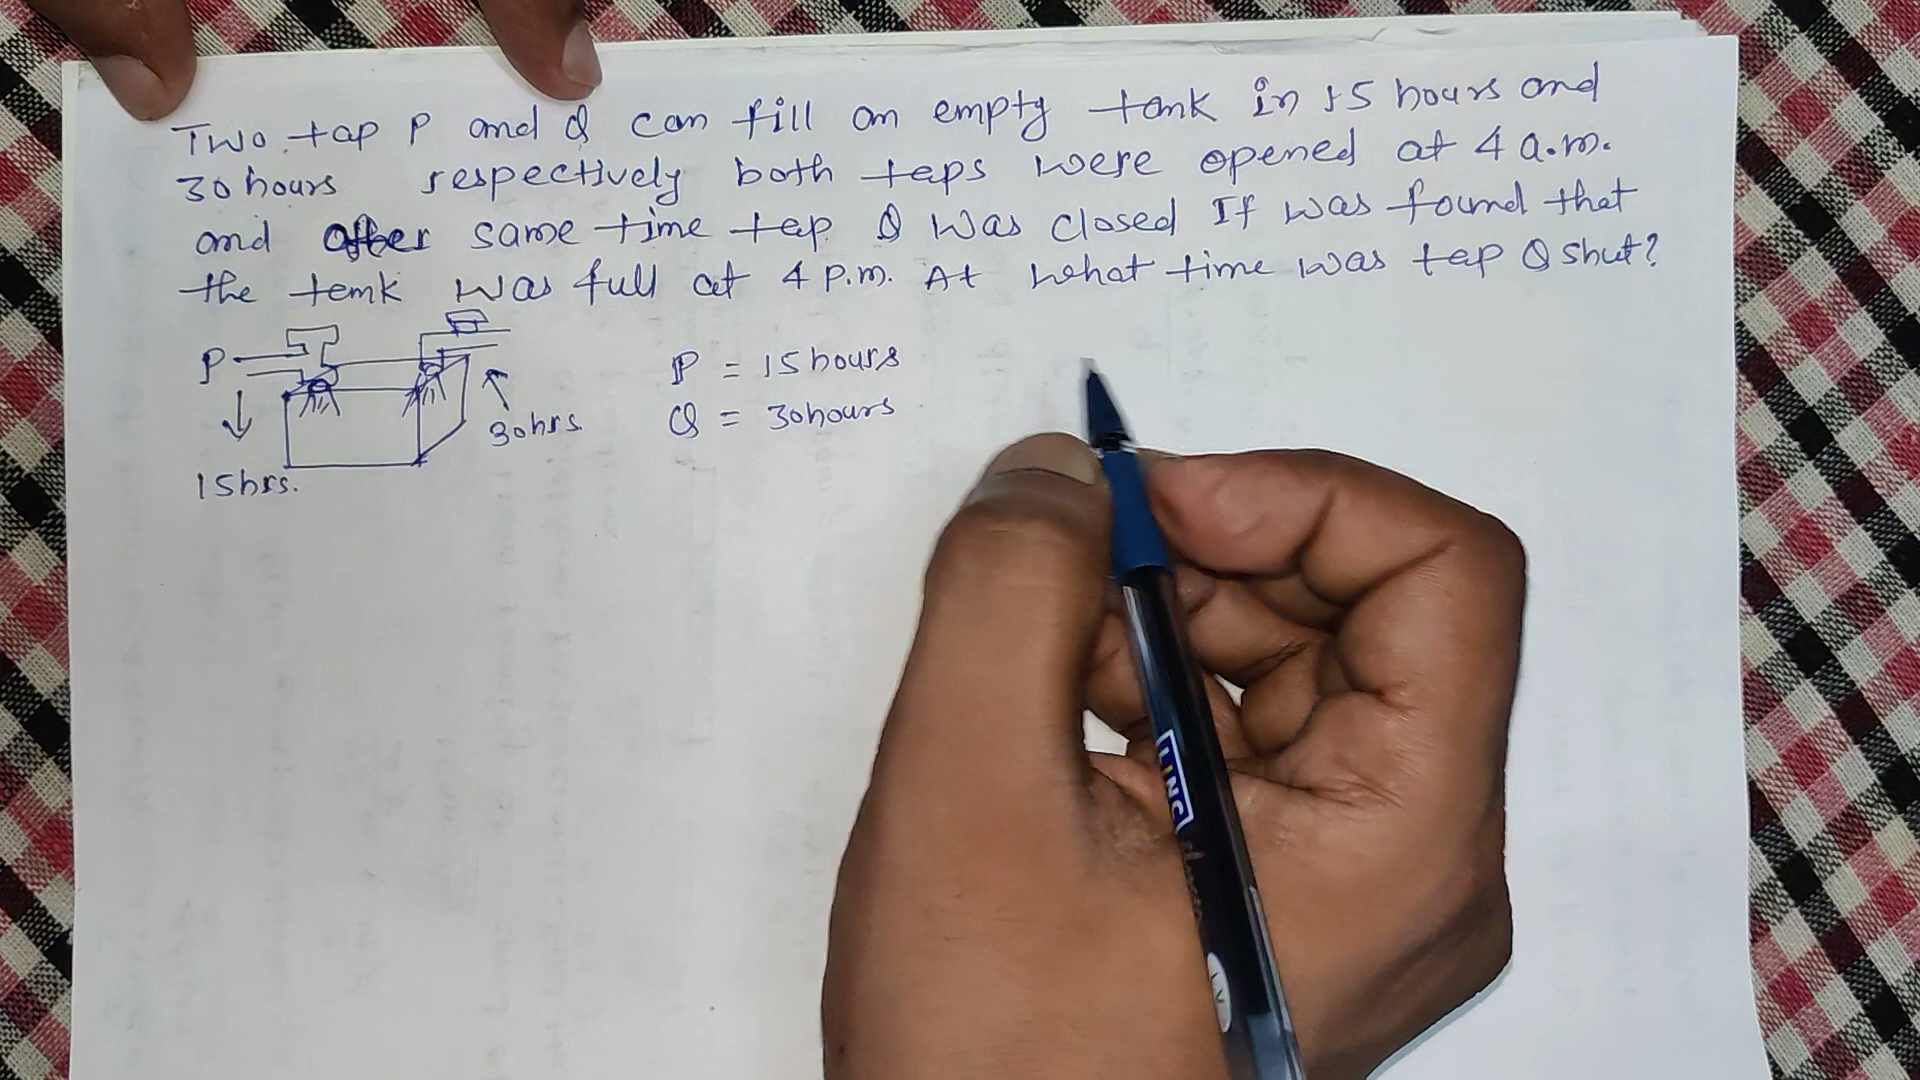 Two tap P and Q can fill an empty tank in 15 hours and
30 hours respectively both taps were opened at 4 a.m.
and after same time tap Q was closed If was found that
the tank was full at 4 p.m. At what time was tap Q shut?
P
15hrs.
30hrs
P = 15hours
Q = 30hours
LINC